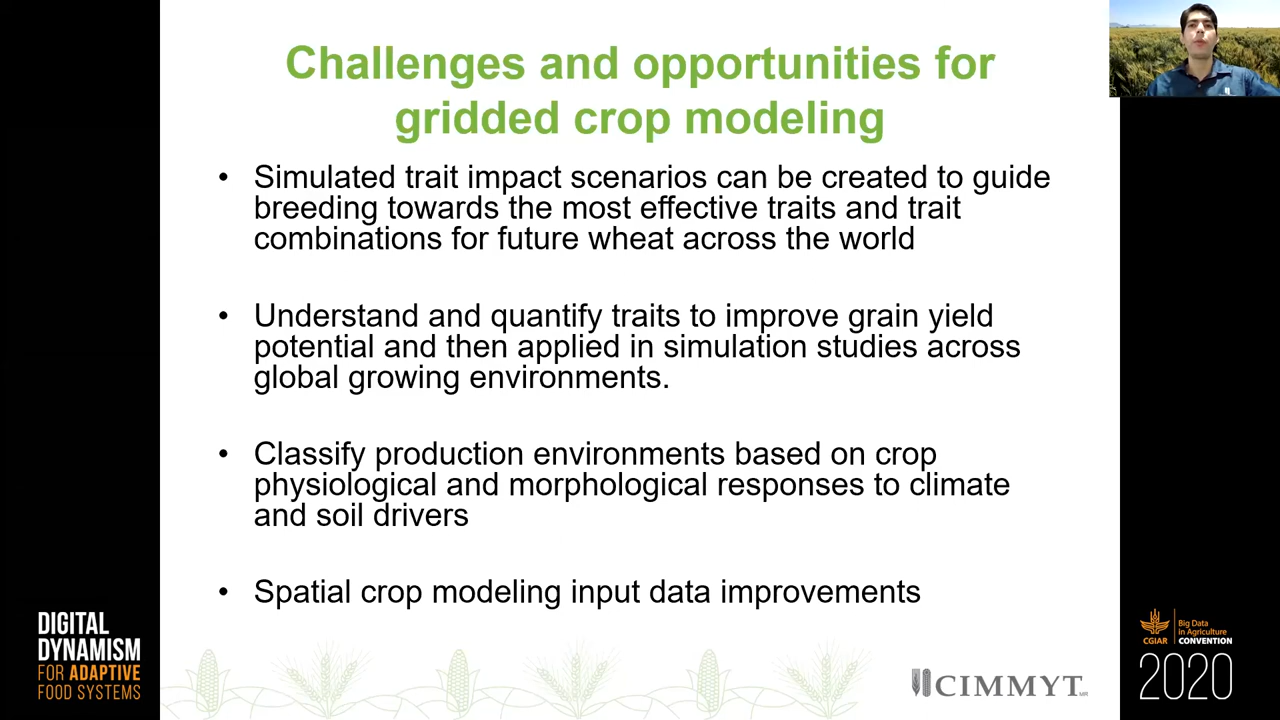 Challenges and opportunities for
gridded crop modeling
• Simulated trait impact scenarios can be created to guide
breeding towards the most effective traits and trait
combinations for future wheat across the world
• Understand and quantify traits to improve grain yield
potential and then applied in simulation studies across
global growing environments.
• Classify production environments based on crop
physiological and morphological responses to climate
and soil drivers
• Spatial crop modeling input data improvements
DIGITAL
DYNAMISM
FOR ADAPTIVE
FOOD SYSTEMS
CIMMYT MR
CGIAR
Big Data
in Agriculture
CONVENTION
2020